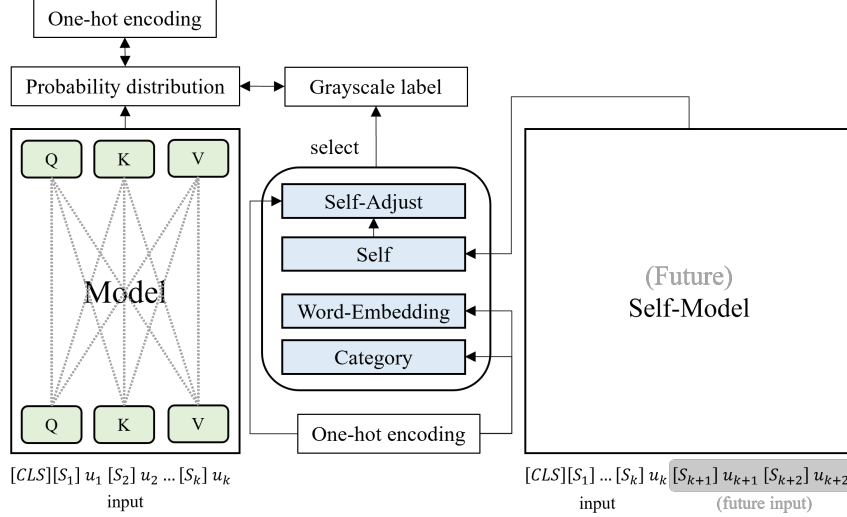 One-hot encoding
Probability distribution
Grayscale label
select
Q K V
Self-Adjust
Self
Model
(Future)
Self-Model
Word-Embedding
Category
Q K V
One-hot encoding
[CLS][S₁] u₁ [S₂] u₂ … [Sₖ] uₖ
input
[CLS][S₁] … [Sₖ] uₖ [Sₖ₊₁] uₖ₊₁ [Sₖ₊₂] uₖ₊₂
input
(future input)